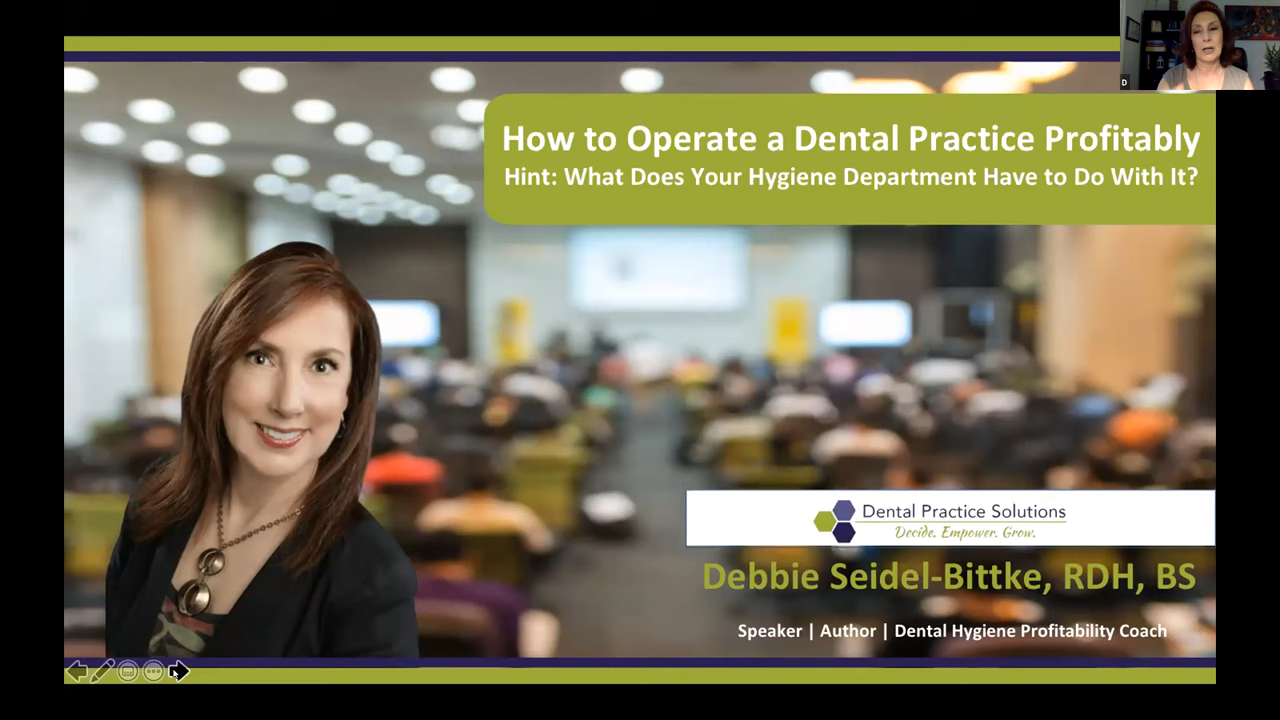 How to Operate a Dental Practice Profitably
Hint: What Does Your Hygiene Department Have to Do With It?
Dental Practice Solutions
Decide. Empower. Grow.
Debbie Seidel-Bittke, RDH, BS
Speaker | Author | Dental Hygiene Profitability Coach
D